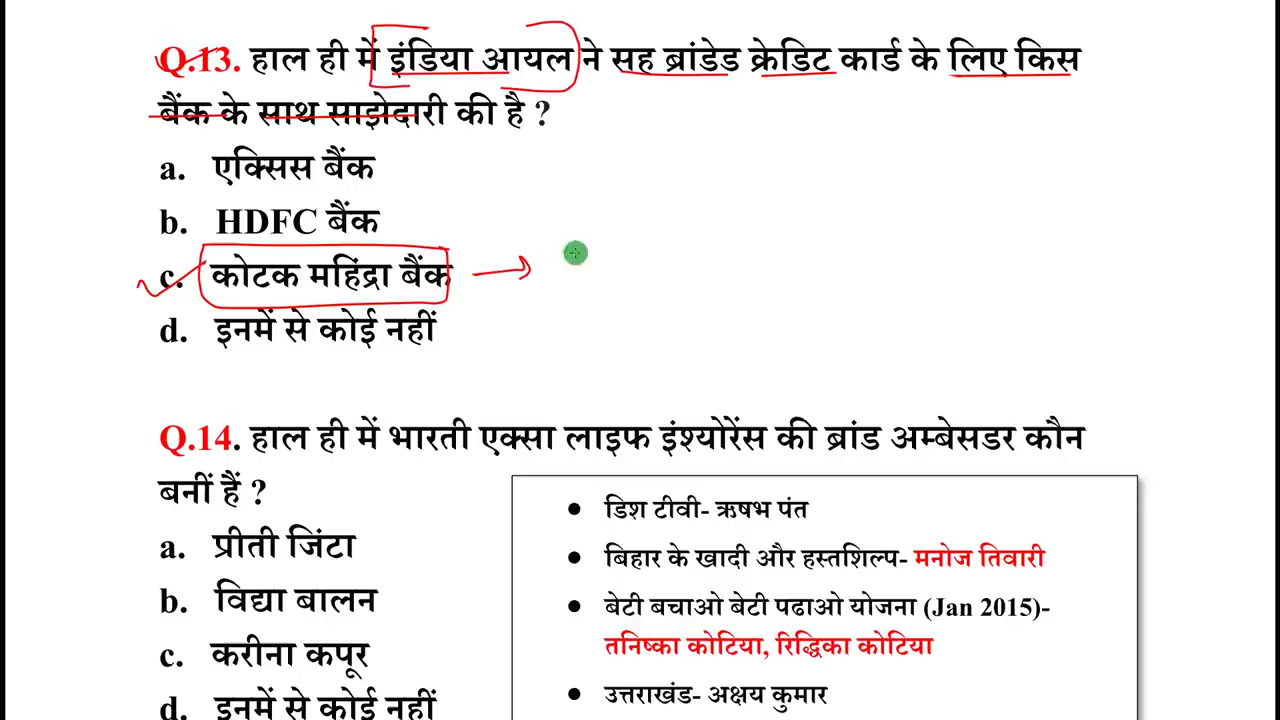 Q.13. हाल ही में इंडिया आयल ने सह ब्रांडेड क्रेडिट कार्ड के लिए किस
बैंक के साथ साझेदारी की है ?
a. एक्सिस बैंक
b. HDFC बैंक
c. कोटक महिंद्रा बैंक
d. इनमें से कोई नहीं
Q.14. हाल ही में भारती एक्सा लाइफ इंश्योरेंस की ब्रांड अम्बेसडर कौन
बनीं हैं ?
a. प्रीती जिंटा
b. विद्या बालन
c. करीना कपूर
d. इनमें से कोई नहीं
• डिश टीवी- ऋषभ पंत
• बिहार के खादी और हस्तशिल्प- मनोज तिवारी
• बेटी बचाओ बेटी पढाओ योजना (Jan 2015)-
तनिष्का कोटिया, रिद्धिका कोटिया
• उत्तराखंड- अक्षय कुमार